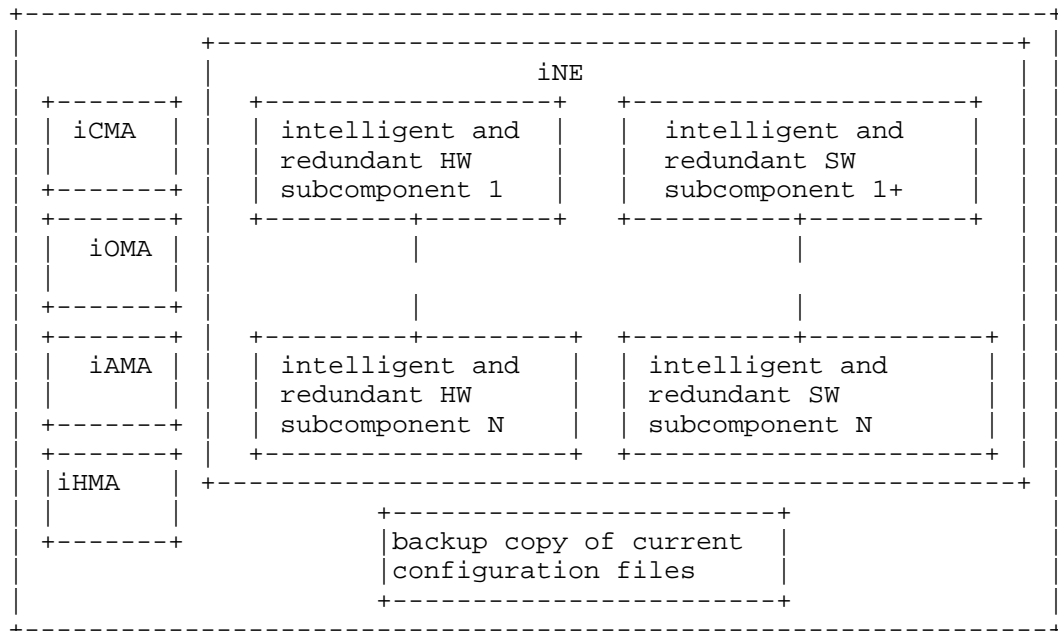 iNE
iCMA
intelligent and
redundant HW
subcomponent 1
intelligent and
redundant SW
subcomponent 1+
iOMA
iAMA
intelligent and
redundant HW
subcomponent N
intelligent and
redundant SW
subcomponent N
iHMA
backup copy of current
configuration files